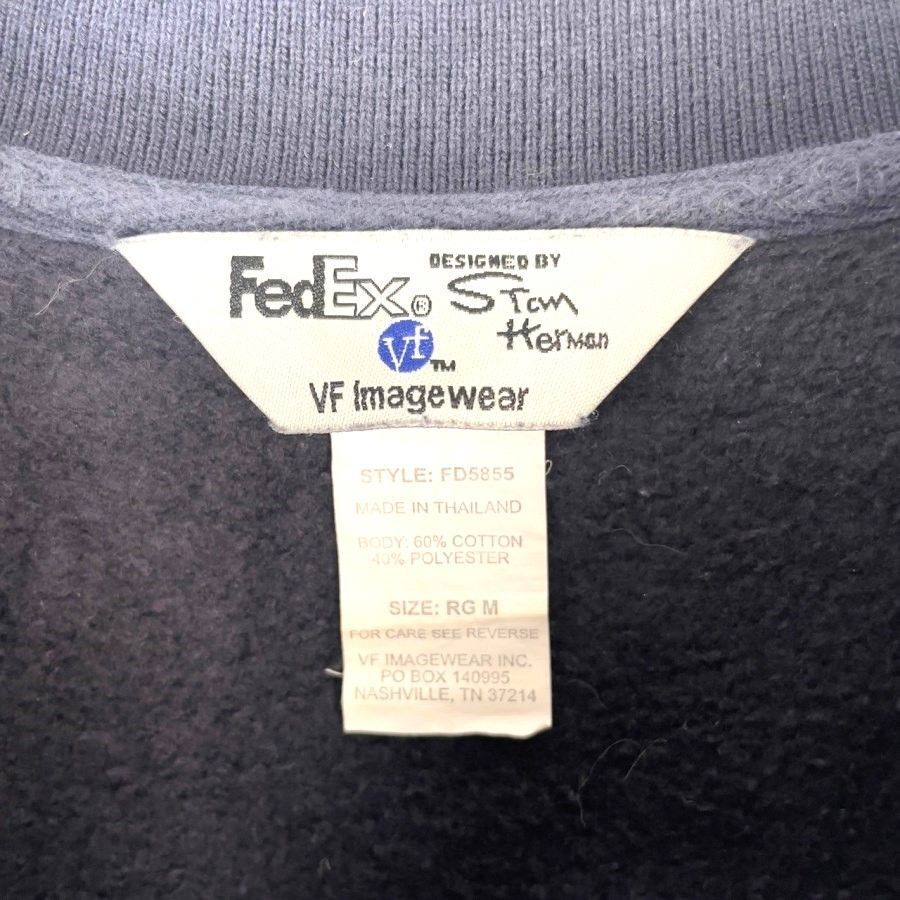 FedEx® DESIGNED BY
Stan
Herman
vf™
VF Imagewear
STYLE: FD5855
MADE IN THAILAND
BODY: 60% COTTON
40% POLYESTER
SIZE: RG M
FOR CARE SEE REVERSE
VF IMAGEWEAR INC.
PO BOX 140995
NASHVILLE, TN 37214